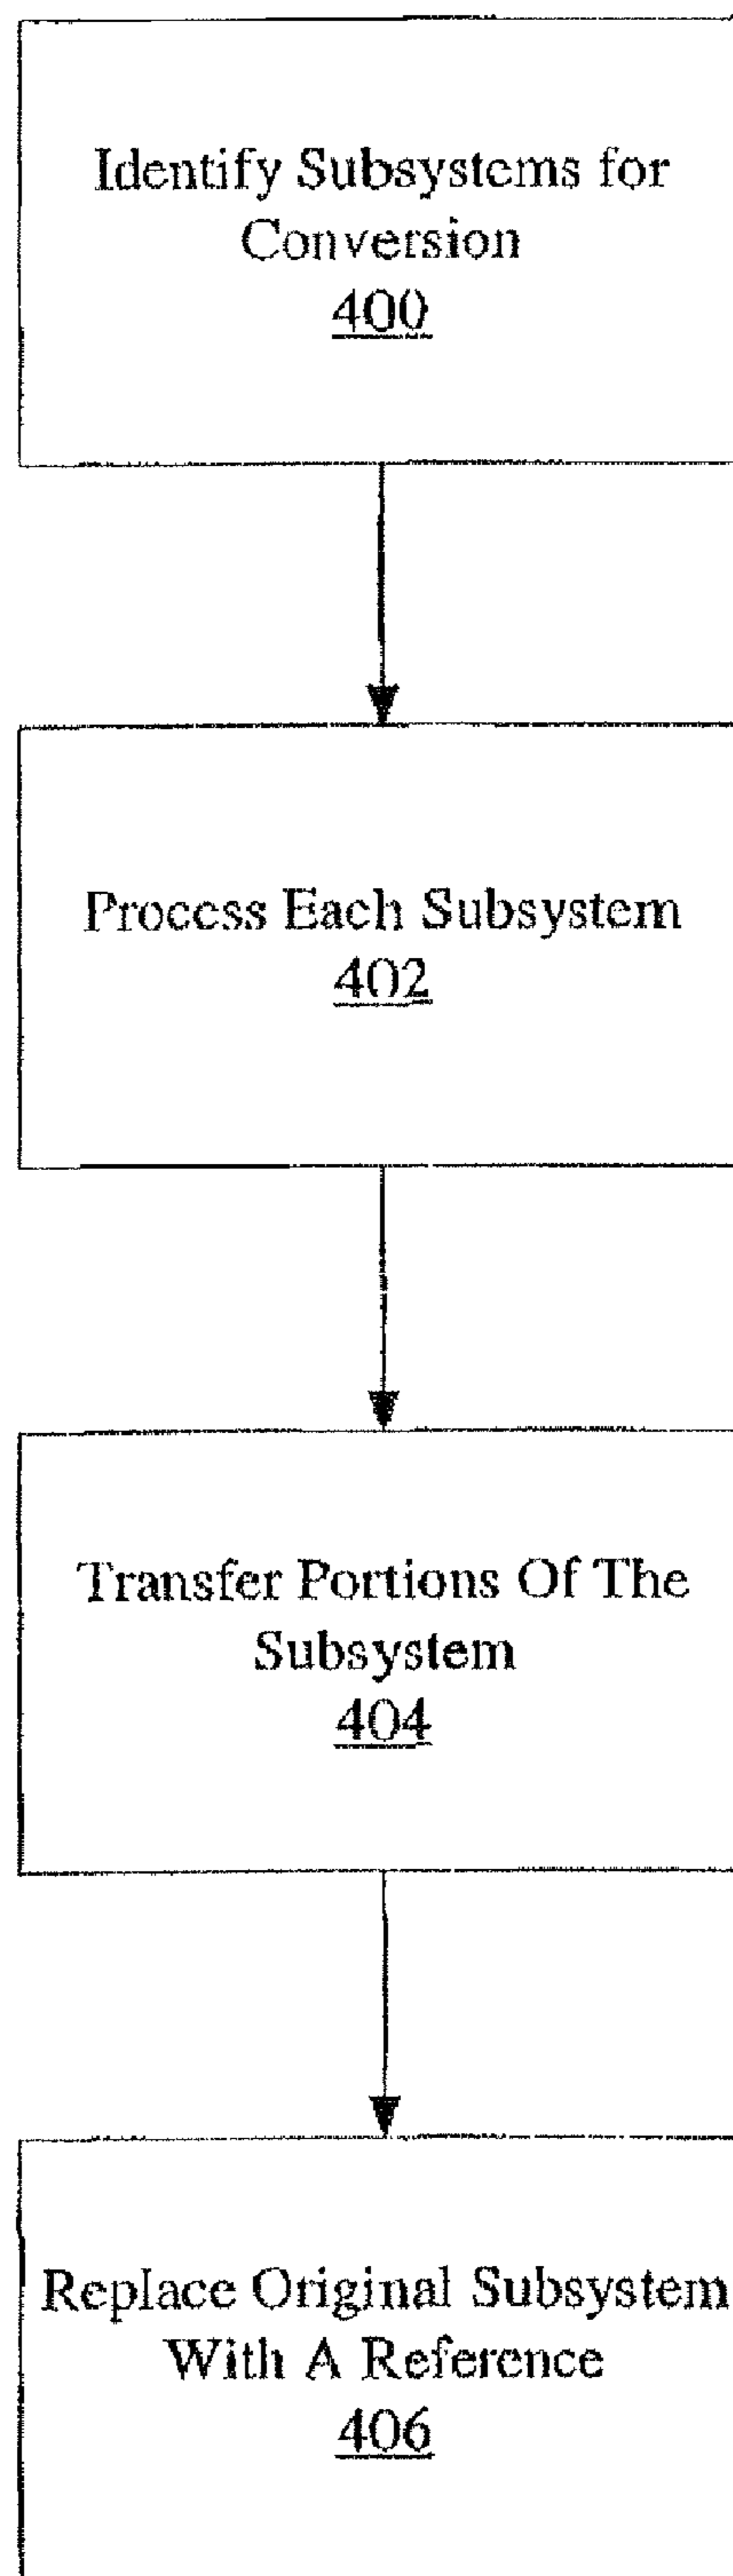 Identify Subsystems for
Conversion
400
Process Each Subsystem
402
Transfer Portions Of The
Subsystem
404
Replace Original Subsystem
With A Reference
406